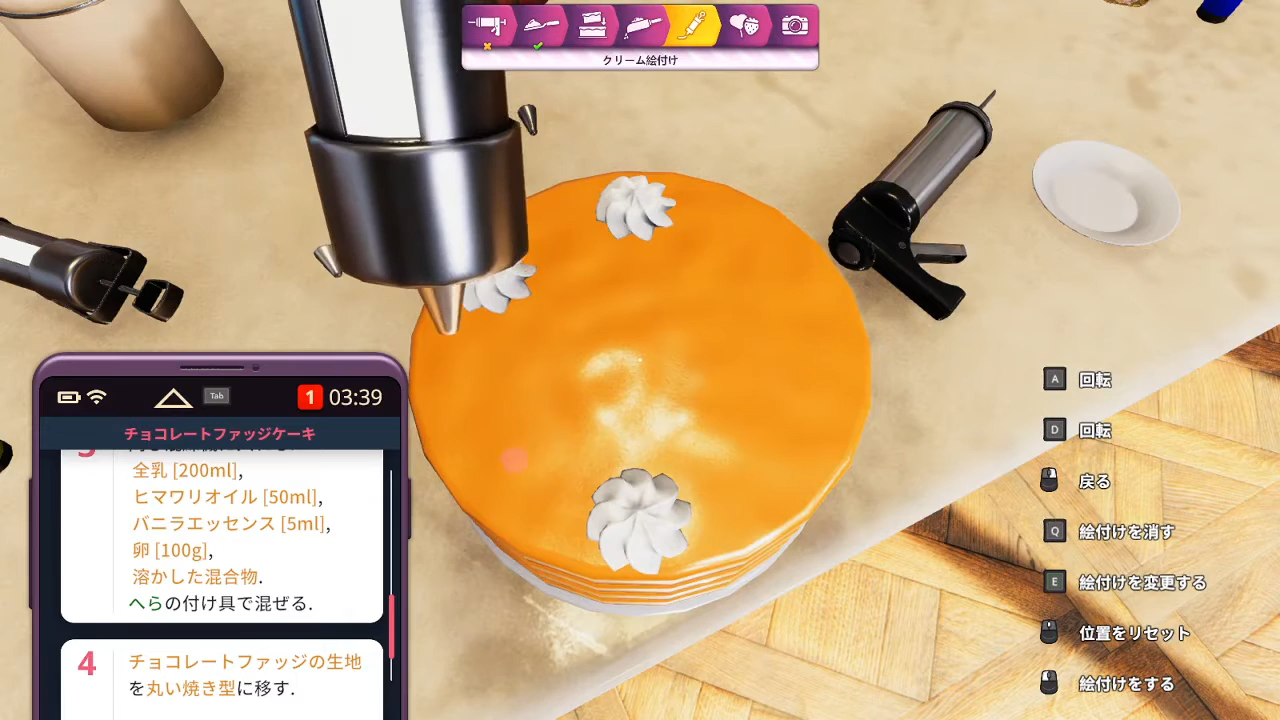 クリーム絵付け
Tab
1 03:39
チョコレートファッジケーキ
3
全乳 [200ml],
ヒマワリオイル [50ml],
バニラエッセンス [5ml],
卵 [100g],
溶かした混合物.
へらの付け具で混ぜる.
4
チョコレートファッジの生地
を丸い焼き型に移す.
A 回転
D 回転
戻る
Q 絵付けを消す
E 絵付けを変更する
位置をリセット
絵付けをする